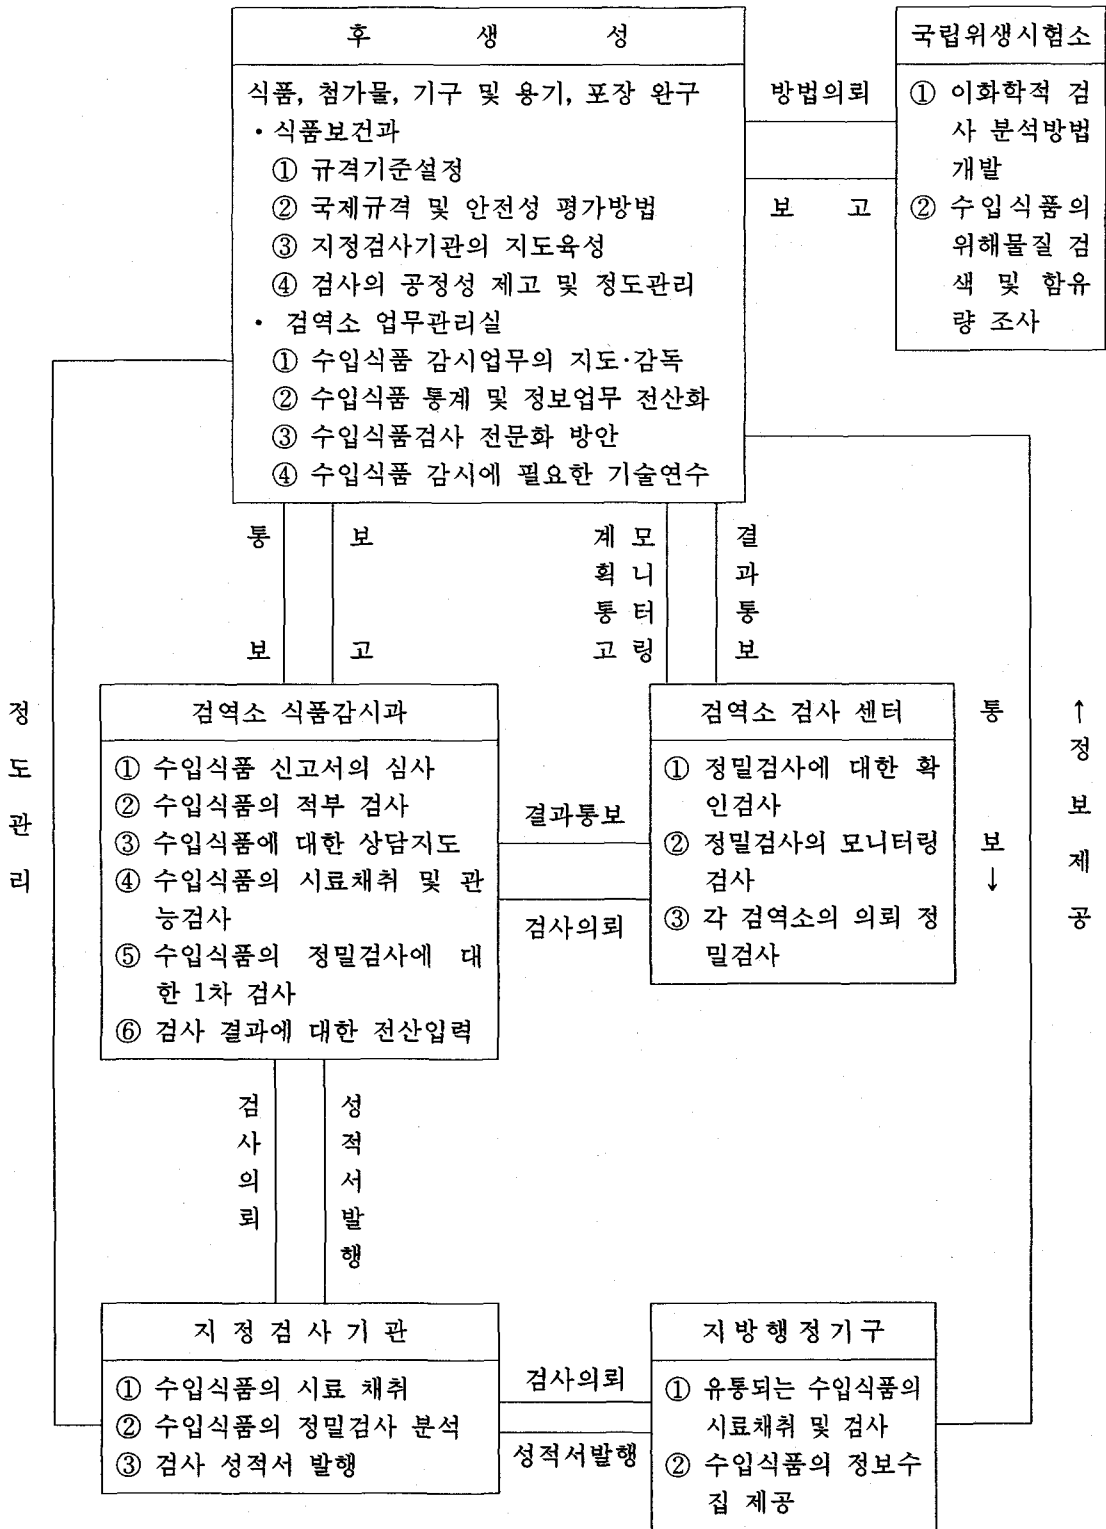 후 생 성
식품, 첨가물, 기구 및 용기, 포장 완구
· 식품보건과
① 규격기준설정
② 국제규격 및 안전성 평가방법
③ 지정검사기관의 지도육성
④ 검사의 공정성 제고 및 정도관리
· 검역소 업무관리실
① 수입식품 감시업무의 지도·감독
② 수입식품 통계 및 정보업무 전산화
③ 수입식품검사 전문화 방안
④ 수입식품 감시에 필요한 기술연수
방법의뢰
보 고
국립위생시험소
① 이화학적 검
사 분석방법
개발
② 수입식품의
위해물질 검
색 및 함유
량 조사
통 보
보 고
모니터링
계획통고
결과통보
정도관리
검역소 식품감시과
① 수입식품 신고서의 심사
② 수입식품의 적부 검사
③ 수입식품에 대한 상담지도
④ 수입식품의 시료채취 및 관
능검사
⑤ 수입식품의 정밀검사에 대
한 1차 검사
⑥ 검사 결과에 대한 전산입력
결과통보
검사의뢰
검역소 검사 센터
① 정밀검사에 대한 확
인검사
② 정밀검사의 모니터링
검사
③ 각 검역소의 의뢰 정
밀검사
통 보↓
↑정보제공
검사의뢰
성적서발행
지 정 검 사 기 관
① 수입식품의 시료 채취
② 수입식품의 정밀검사 분석
③ 검사 성적서 발행
검사의뢰
성적서발행
지 방 행 정 기 구
① 유통되는 수입식품의
시료채취 및 검사
② 수입식품의 정보수
집 제공